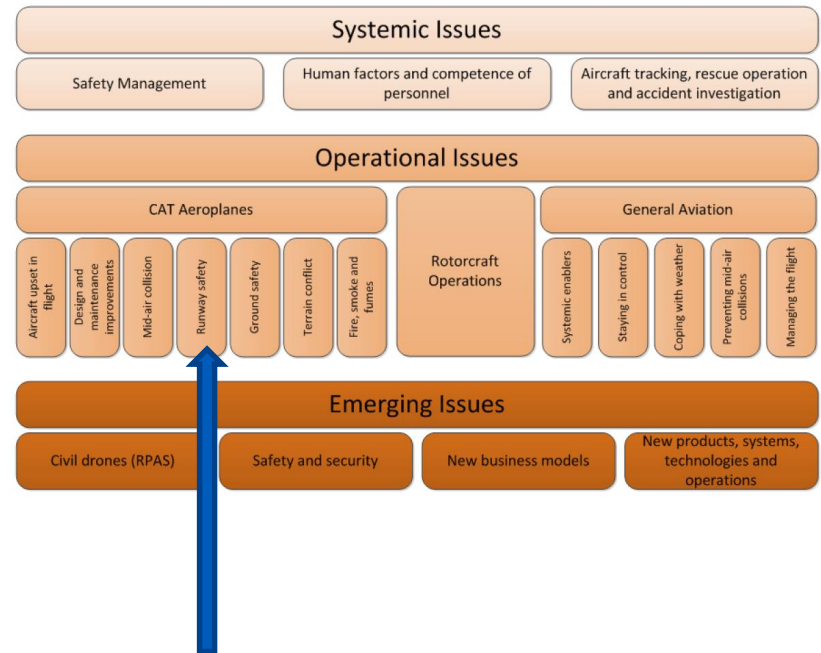 Systemic Issues
Safety Management
Human factors and competence of
personnel
Aircraft tracking, rescue operation
and accident investigation
Operational Issues
CAT Aeroplanes
Rotorcraft
Operations
General Aviation
Aircraft upset in
flight
Design and
maintenance
improvements
Mid-air collision
Runway safety
Ground safety
Terrain conflict
Fire, smoke and
fumes
Systemic enablers
Staying in control
Coping with weather
Preventing mid-air
collisions
Managing the flight
Emerging Issues
Civil drones (RPAS)
Safety and security
New business models
New products, systems,
technologies and
operations